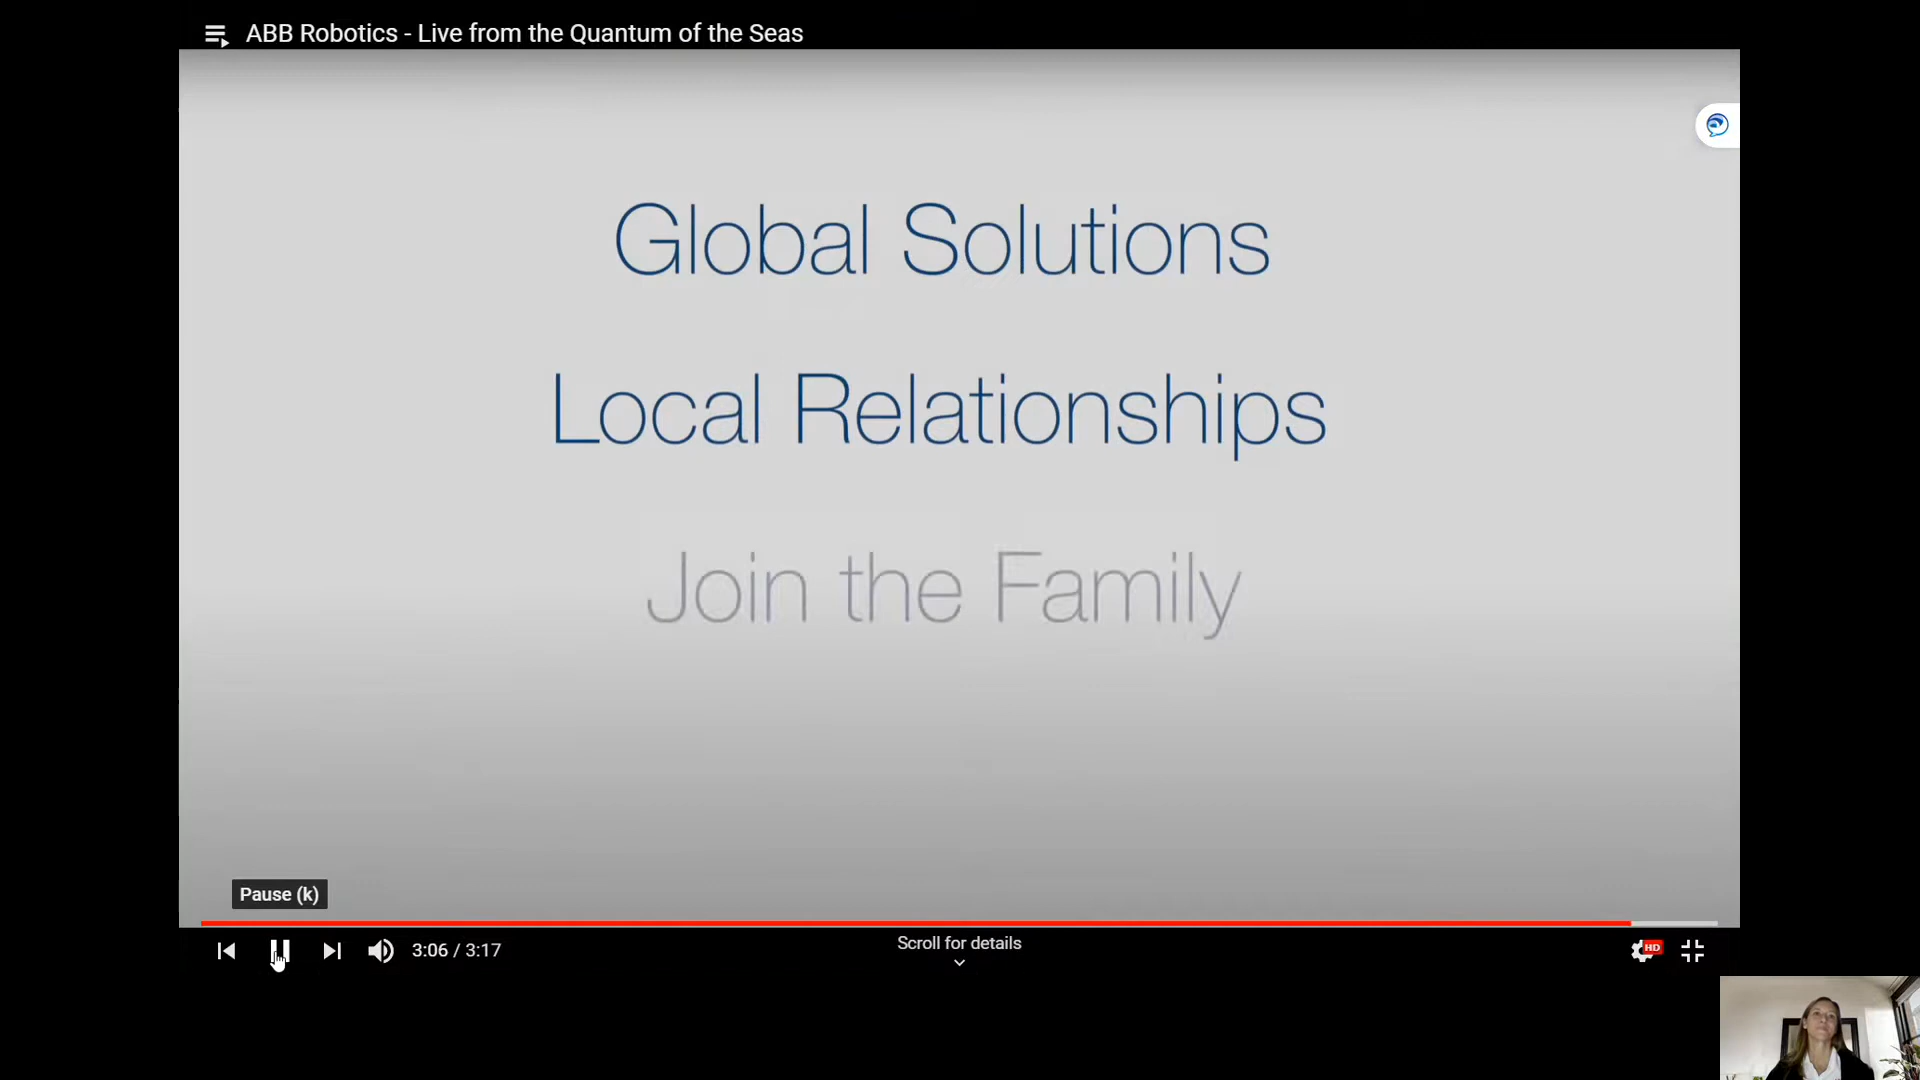 ABB Robotics - Live from the Quantum of the Seas
Global Solutions
Local Relationships
Join the Family
Pause (k)
3:06 / 3:17
Scroll for details
HD